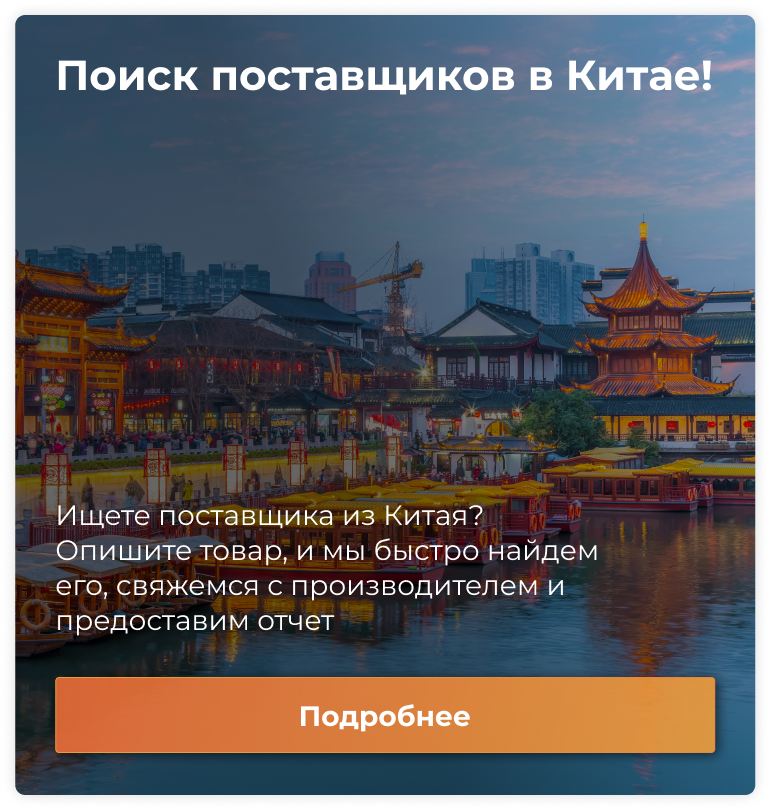 Поиск поставщиков в Китае!
Ищете поставщика из Китая?
Опишите товар, и мы быстро найдем
его, свяжемся с производителем и
предоставим отчет
Подробнее